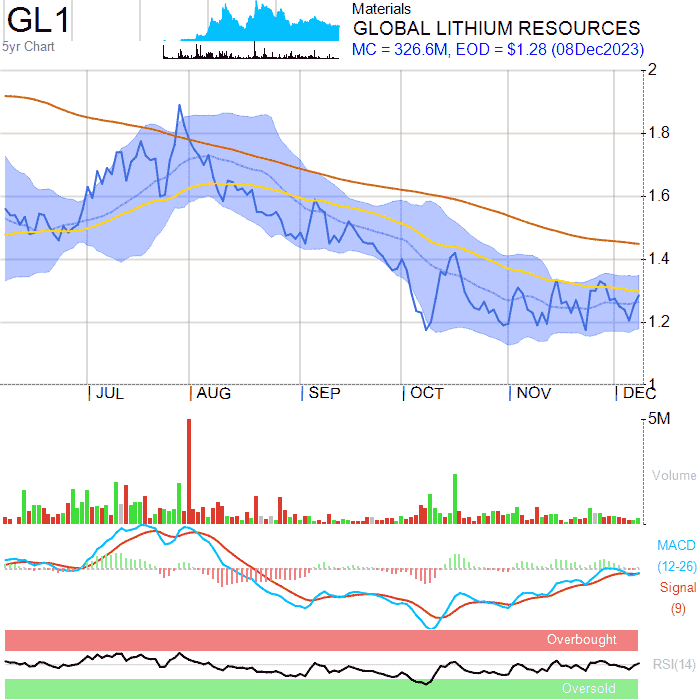 GL1
5yr Chart
Materials
GLOBAL LITHIUM RESOURCES
MC = 326.6M, EOD = $1.28 (08Dec2023)
2
1.8
1.6
1.4
1.2
1
JUL AUG SEP OCT NOV DEC
5M
Volume
MACD
(12-26)
Signal
(9)
Overbought
RSI(14)
Oversold